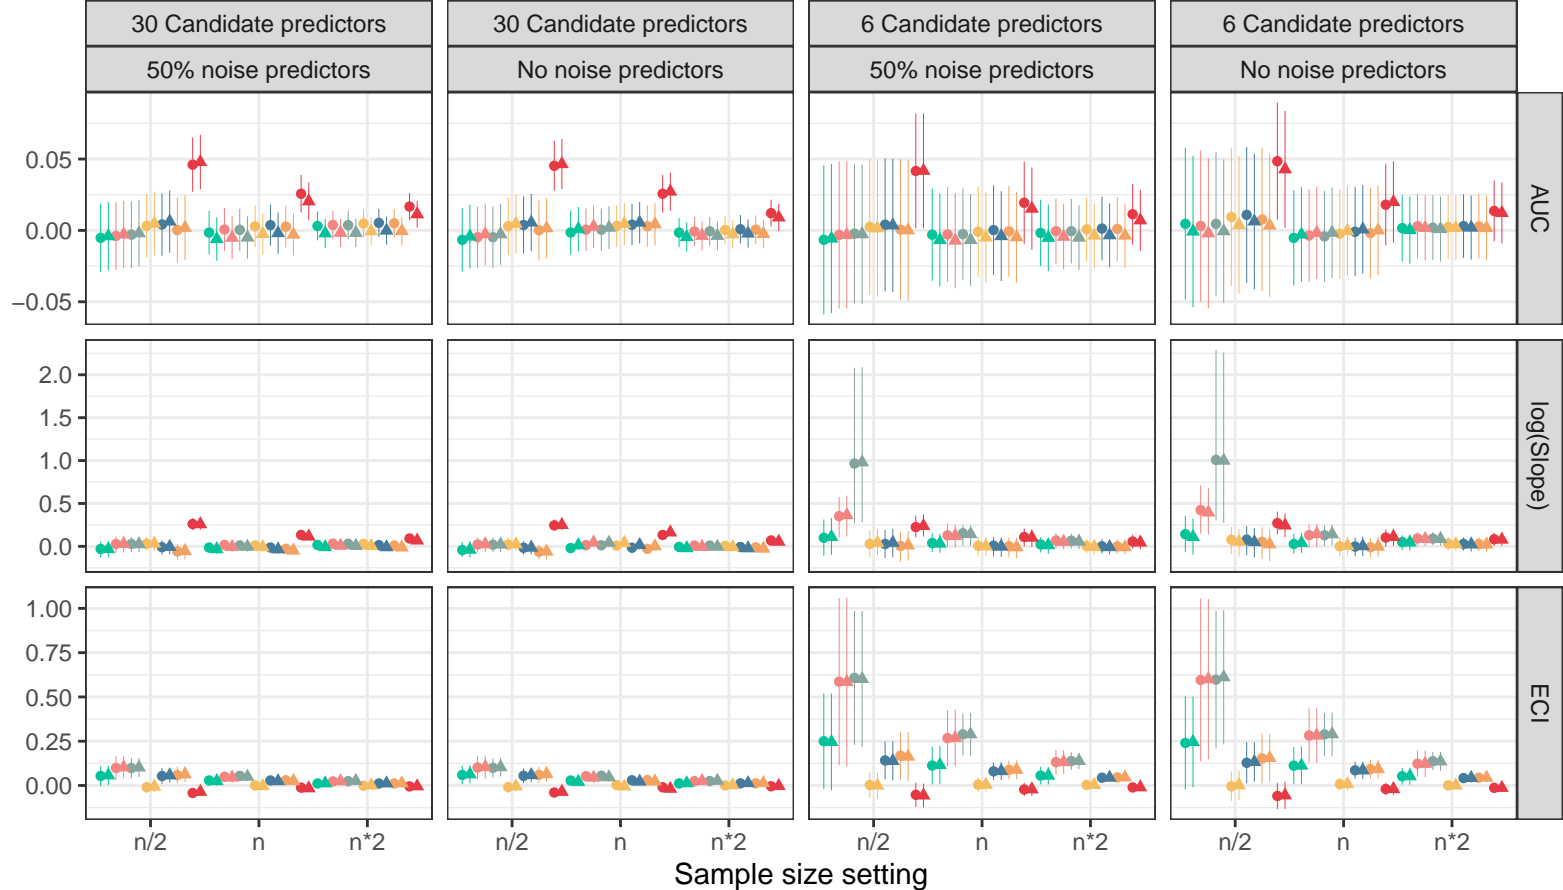 30 Candidate predictors
30 Candidate predictors
6 Candidate predictors
6 Candidate predictors
50% noise predictors
No noise predictors
50% noise predictors
No noise predictors
0.05
0.00
−0.05
AUC
2.0
1.5
1.0
0.5
0.0
log(Slope)
1.00
0.75
0.50
0.25
0.00
ECI
n/2
n
n*2
n/2
n
n*2
n/2
n
n*2
n/2
n
n*2
Sample size setting